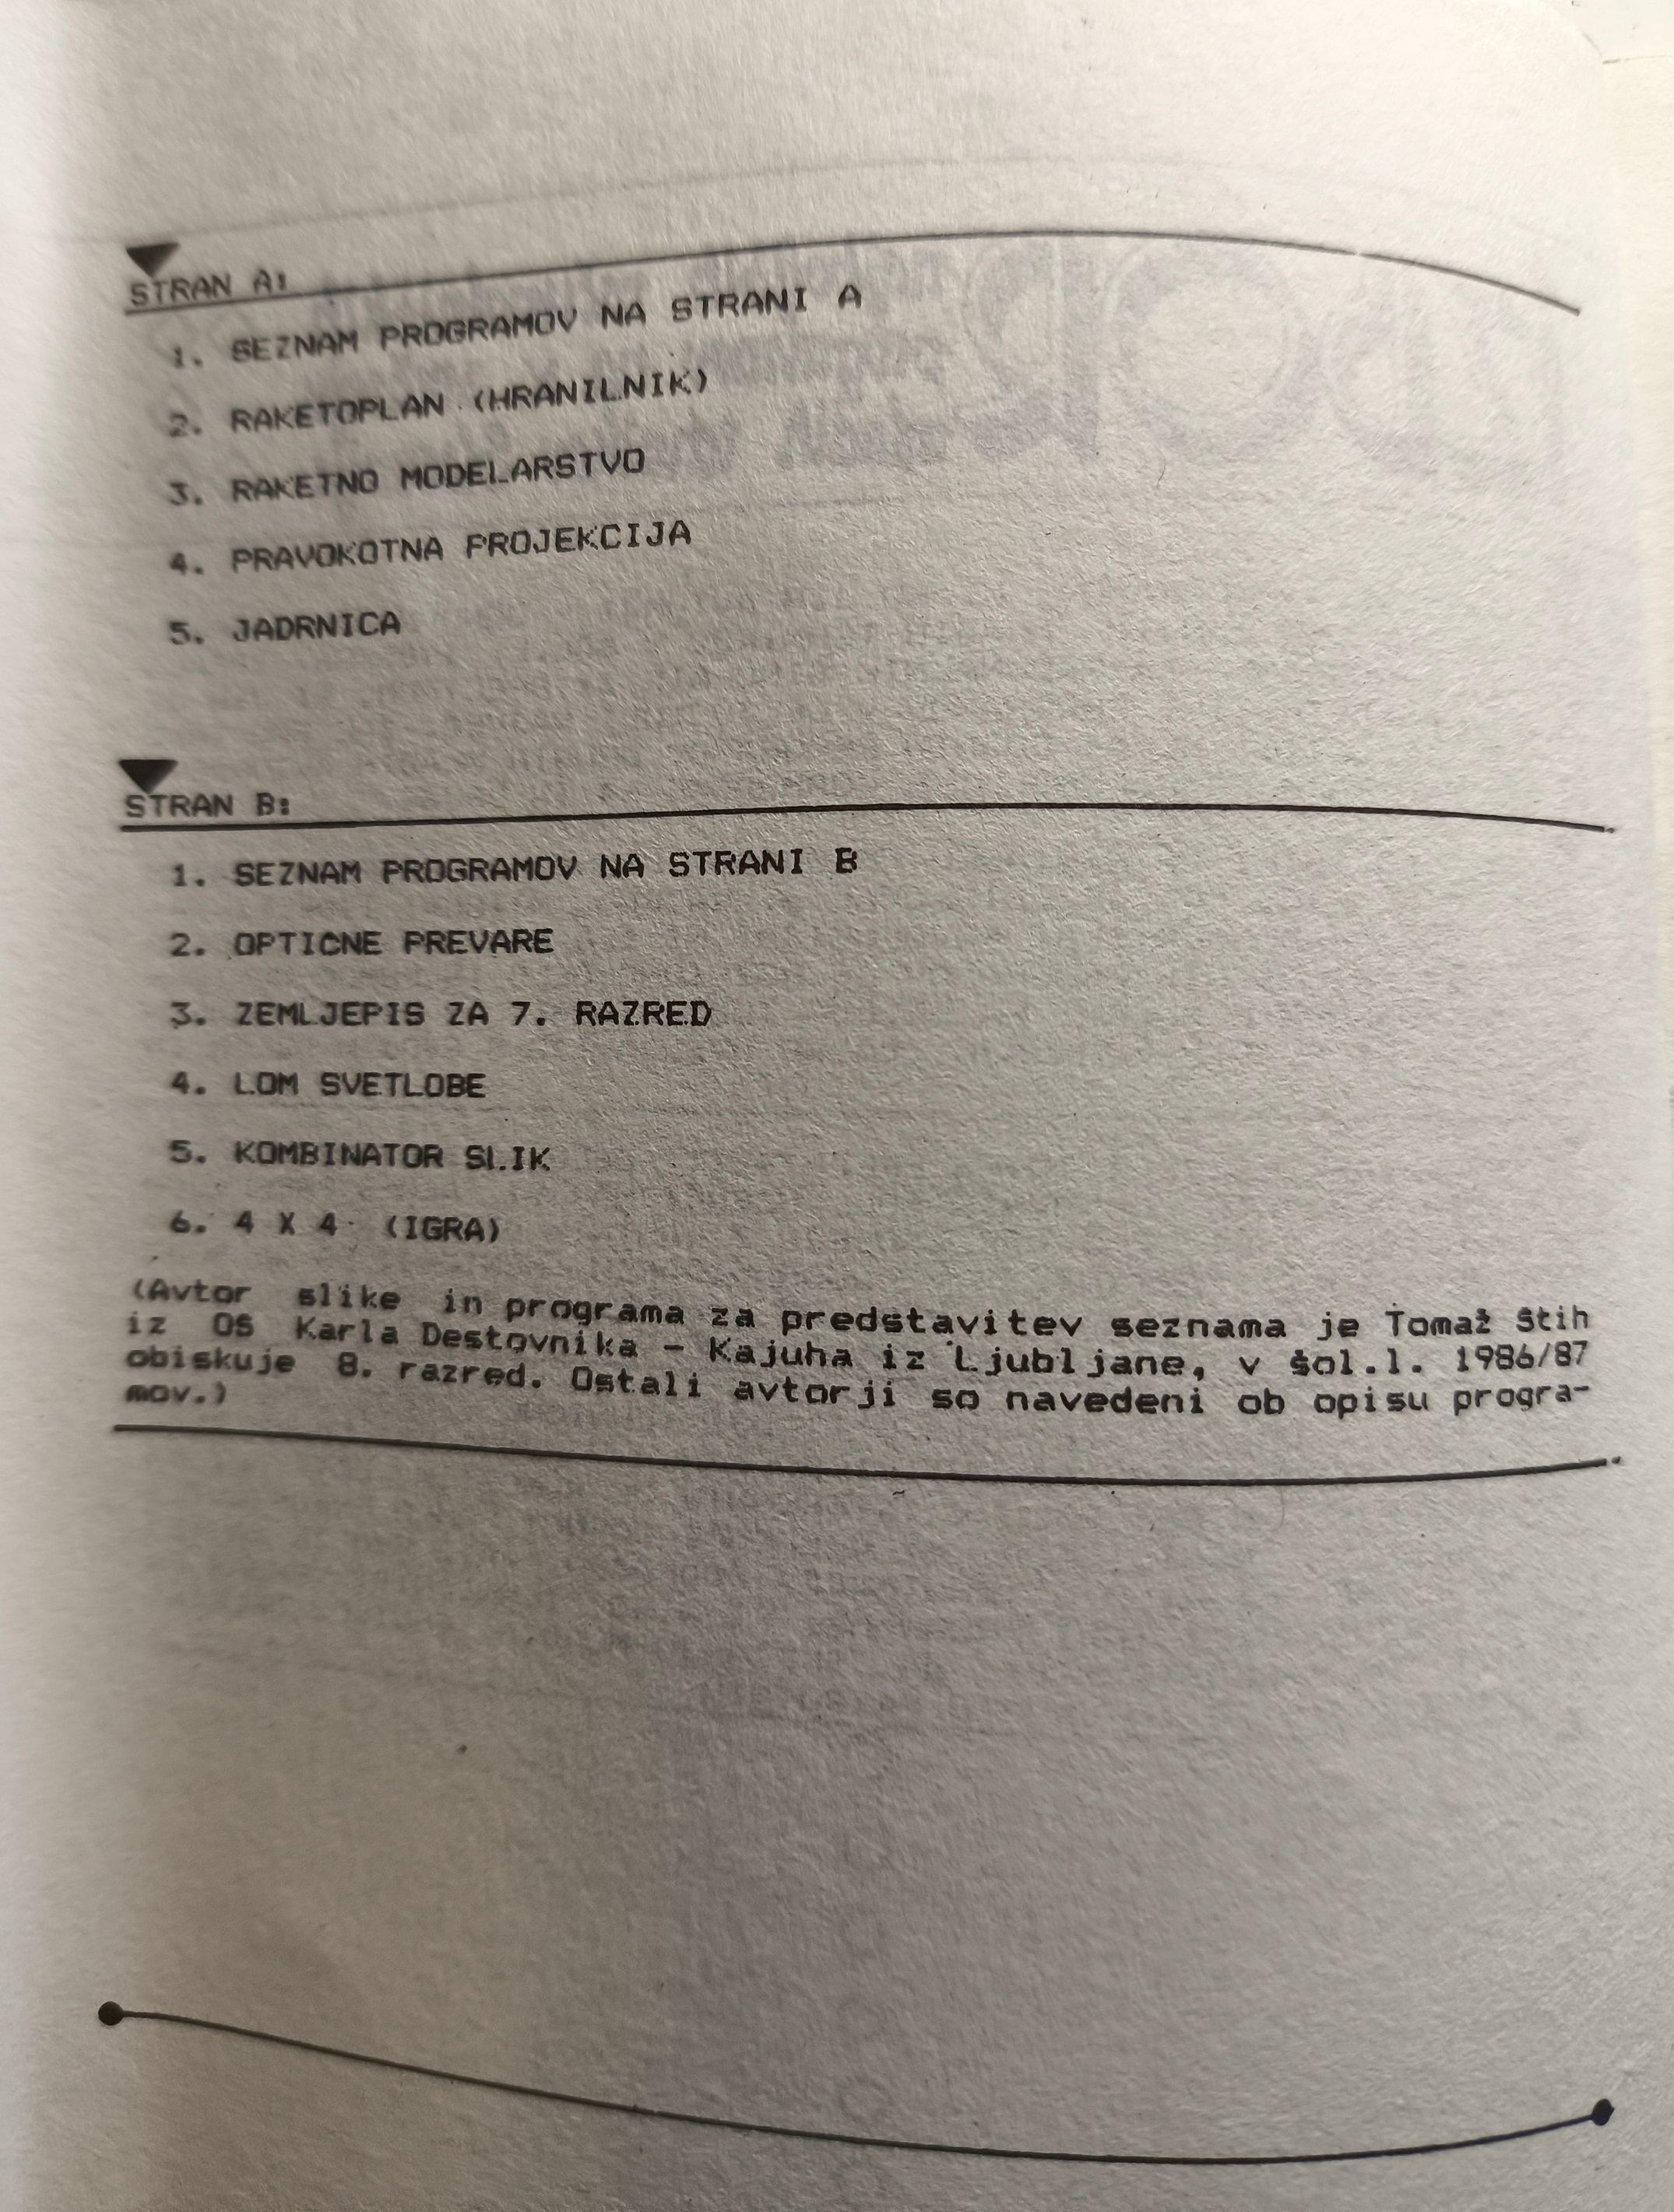 STRAN A:
1. SEZNAM PROGRAMOV NA STRANI A
2. RAKETOPLAN (HRANILNIK)
3. RAKETNO MODELARSTVO
4. PRAVOKOTNA PROJEKCIJA
5. JADRNICA
STRAN B:
1. SEZNAM PROGRAMOV NA STRANI B
2. OPTICNE PREVARE
3. ZEMLJEPIS ZA 7. RAZRED
4. LOM SVETLOBE
5. KOMBINATOR SLIK
6. 4 X 4 (IGRA)
(Avtor slike in programa za predstavitev seznama je Tomaž Štih
iz OŠ Karla Destovnika - Kajuha iz Ljubljane, v šol.l. 1986/87
obiskuje 8. razred. Ostali avtorji so navedeni ob opisu progra-
mov.)